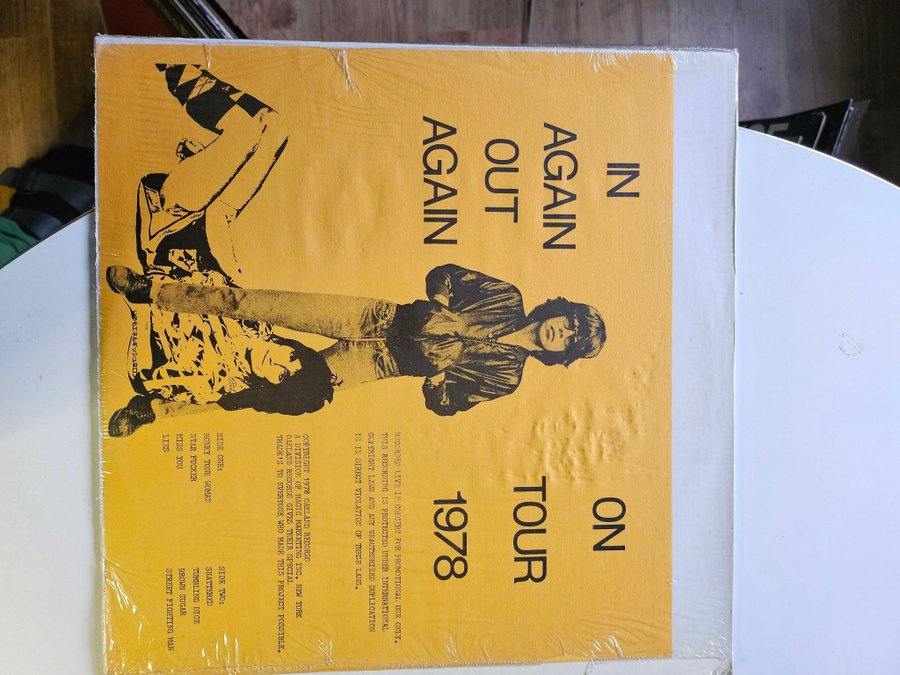 IN
AGAIN
OUT
AGAIN
ON
TOUR
1978
RECORDED LIVE IN CONCERT FOR PROMOTIONAL USE ONLY.
THIS RECORDING IS PROTECTED UNDER INTERNATIONAL
COPYRIGHT LAWS AND ANY UNAUTHORIZED DUPLICATION
IS IN DIRECT VIOLATION OF THESE LAWS.
COPYRIGHT 1978 OAKLAND RECORDS
A DIVISION OF MAGIC MARKETING INC. NEW YORK
OAKLAND RECORDS GIVES THEIR SPECIAL
THANK'S TO EVERYONE WHO MADE THIS PROJECT POSSIBLE.
SIDE ONE:
HONKY TONK WOMAN
STAR FUCKER
MISS YOU
LIES
SIDE TWO:
SHATTERED
TUMBLING DICE
BROWN SUGAR
STREET FIGHTING MAN